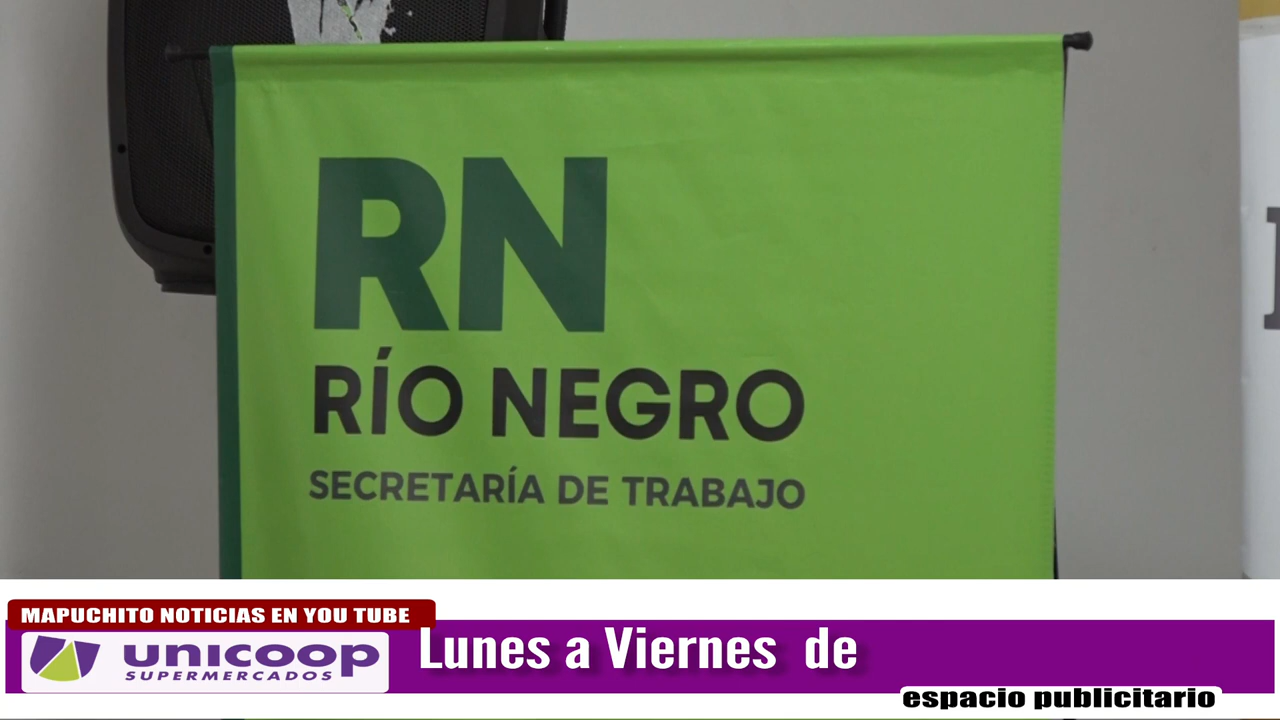 RN
RÍO NEGRO
SECRETARÍA DE TRABAJO
MAPUCHITO NOTICIAS EN YOU TUBE
unicoop
SUPERMERCADOS
Lunes a Viernes de
espacio publicitario